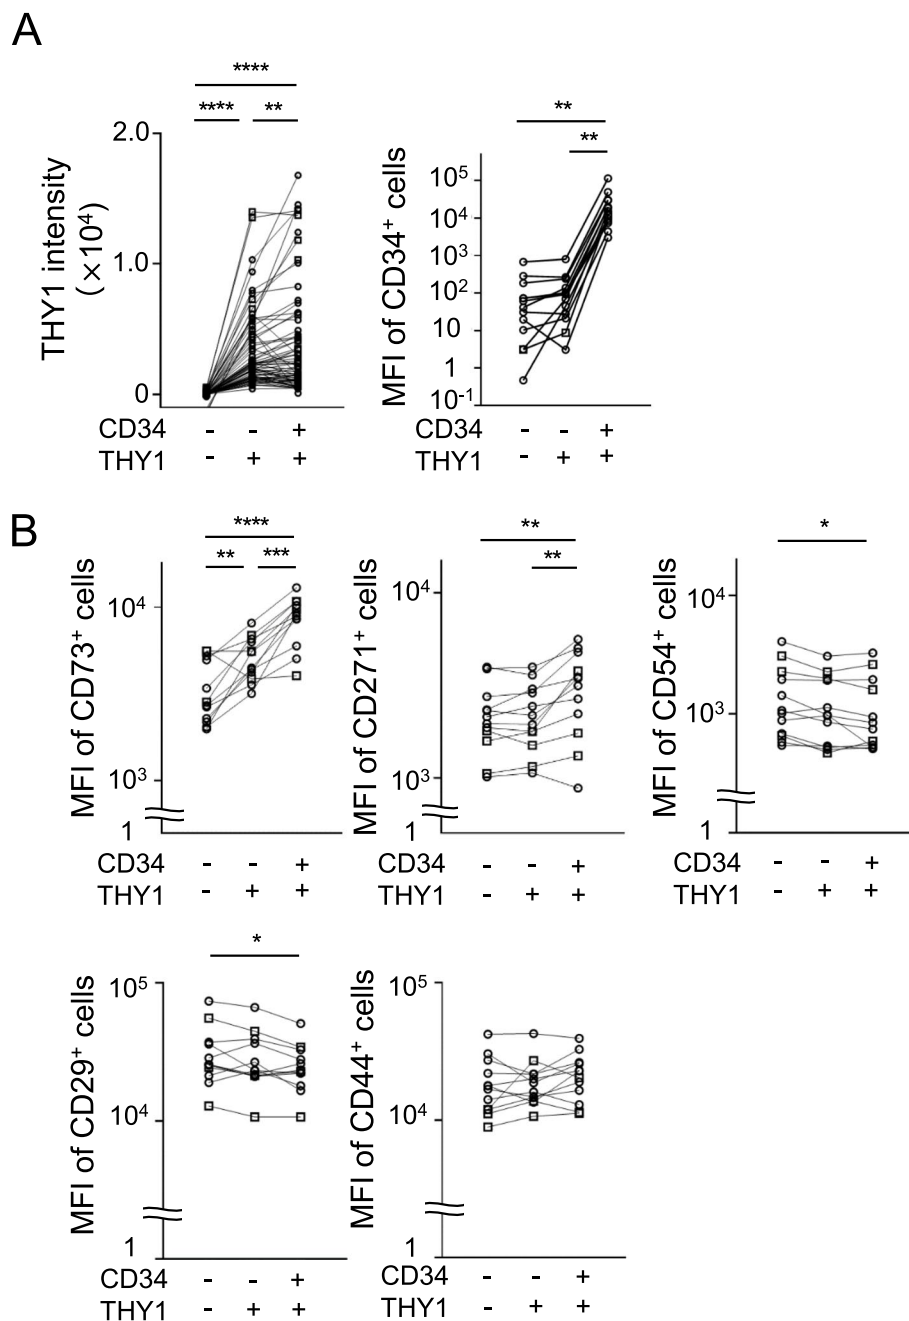 A
**** 
**** **
2.0
1.0
0
THY1 intensity
(×10⁴)
CD34 - - +
THY1 - + +
**
**
10⁵
10⁴
10³
10²
10
1
10⁻¹
MFI of CD34⁺ cells
CD34 - - +
THY1 - + +
B
****
** ***
10⁴
10³
1
MFI of CD73⁺ cells
CD34 - - +
THY1 - + +
**
**
10⁴
10³
1
MFI of CD271⁺ cells
CD34 - - +
THY1 - + +
*
10⁴
10³
1
MFI of CD54⁺ cells
CD34 - - +
THY1 - + +
*
10⁵
10⁴
1
MFI of CD29⁺ cells
CD34 - - +
THY1 - + +
10⁵
10⁴
1
MFI of CD44⁺ cells
CD34 - - +
THY1 - + +